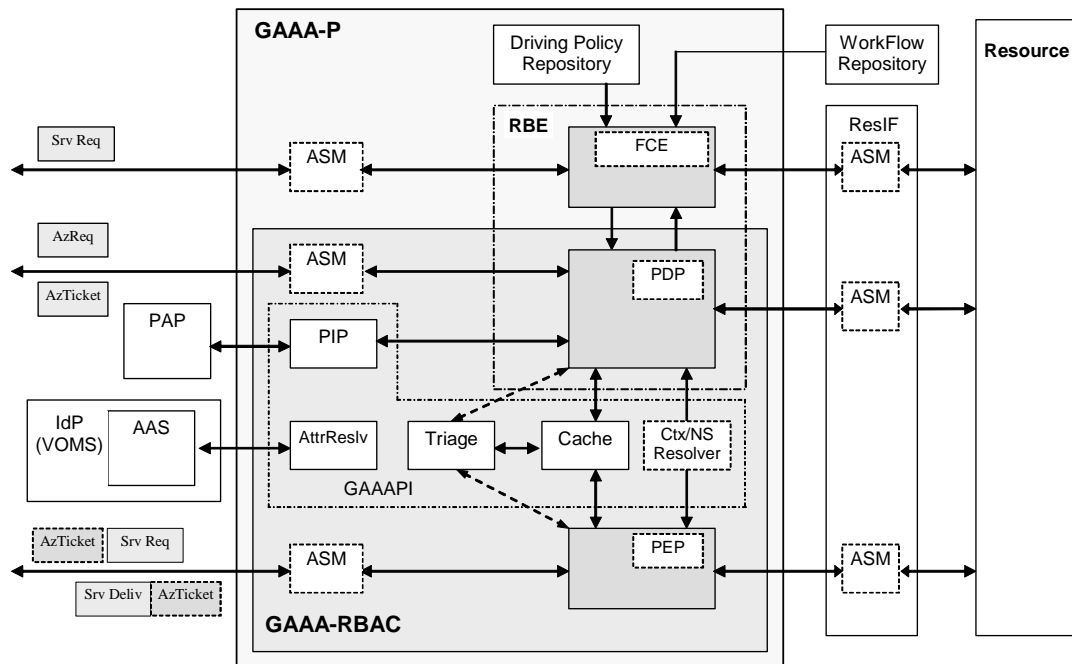 GAAA-P
Driving Policy
Repository
WorkFlow
Repository
Resource
RBE
FCE
ResIF
Srv Req
ASM
ASM
AzReq
ASM
PDP
ASM
AzTicket
PAP
PIP
IdP
(VOMS)
AAS
AttrReslv
Triage
Cache
Ctx/NS
Resolver
GAAAPI
AzTicket
Srv Req
ASM
PEP
ASM
Srv Deliv
AzTicket
GAAA-RBAC